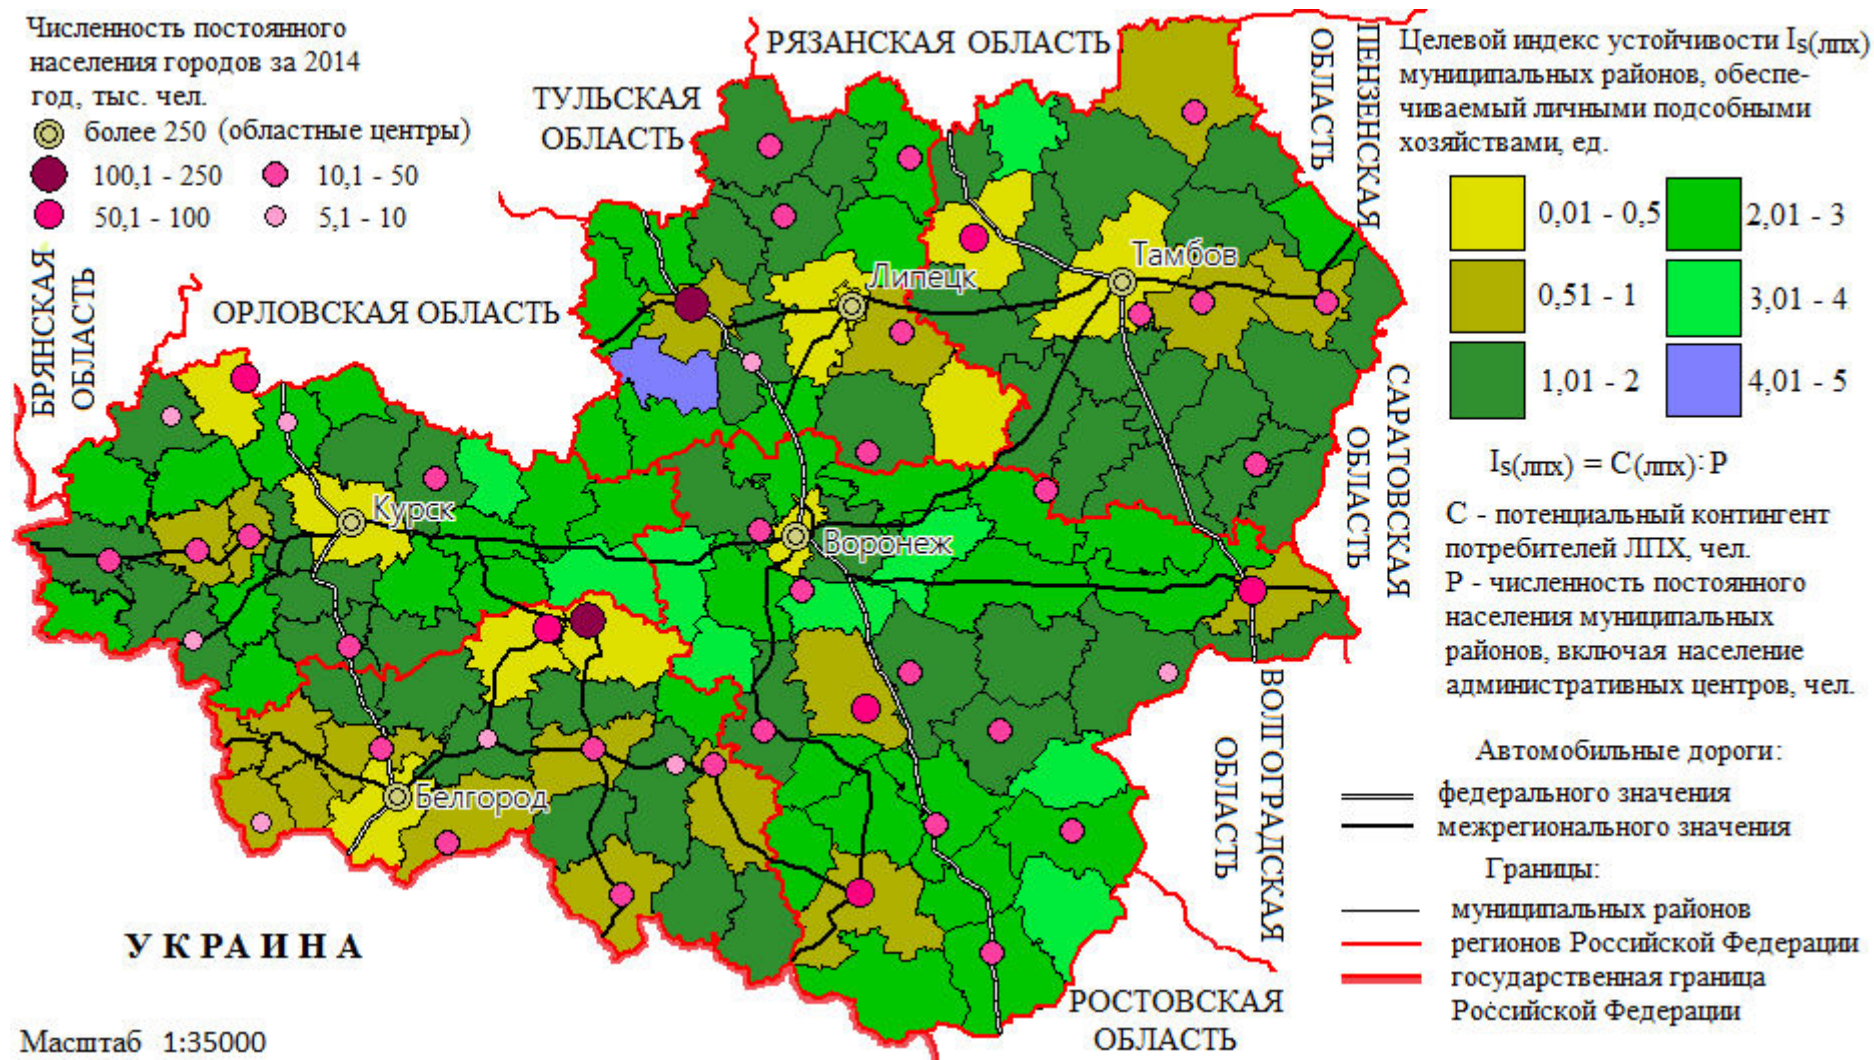 Численность постоянного
населения городов за 2014
год, тыс. чел.
более 250 (областные центры)
100,1 - 250
10,1 - 50
50,1 - 100
5,1 - 10
РЯЗАНСКАЯ ОБЛАСТЬ
ТУЛЬСКАЯ
ОБЛАСТЬ
ПЕНЗЕНСКАЯ
ОБЛАСТЬ
БРЯНСКАЯ
ОБЛАСТЬ
ОРЛОВСКАЯ ОБЛАСТЬ
Тамбов
Липецк
Курск
Воронеж
Белгород
САРАТОВСКАЯ
ОБЛАСТЬ
ВОЛГОГРАДСКАЯ
ОБЛАСТЬ
РОСТОВСКАЯ
ОБЛАСТЬ
УКРАИНА
Масштаб 1:35000
Целевой индекс устойчивости Is(лпх)
муниципальных районов, обеспе-
чиваемый личными подсобными
хозяйствами, ед.
0,01 - 0,5
2,01 - 3
0,51 - 1
3,01 - 4
1,01 - 2
4,01 - 5
Is(лпх) = C(лпх):P
С - потенциальный контингент
потребителей ЛПХ, чел.
Р - численность постоянного
населения муниципальных
районов, включая население
административных центров, чел.
Автомобильные дороги:
федерального значения
межрегионального значения
Границы:
муниципальных районов
регионов Российской Федерации
государственная граница
Российской Федерации